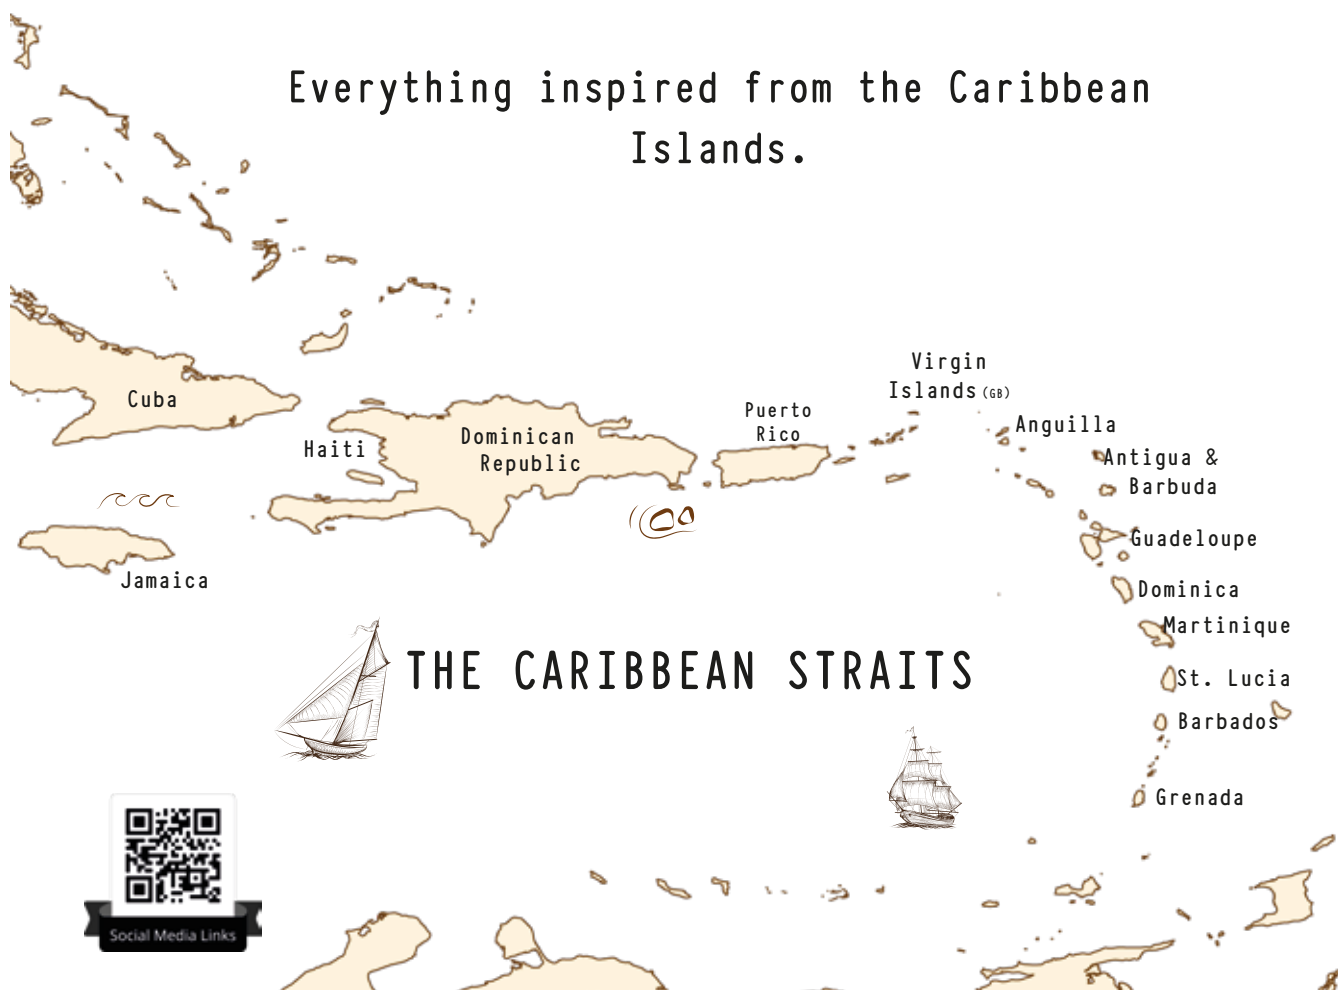 Everything inspired from the Caribbean
Islands.
Virgin
Islands (GB)
Puerto
Rico
Anguilla
Cuba
Haiti
Dominican
Republic
Antigua &
Barbuda
Guadeloupe
Jamaica
Dominica
Martinique
THE CARIBBEAN STRAITS
St. Lucia
Barbados
Grenada
Social Media Links